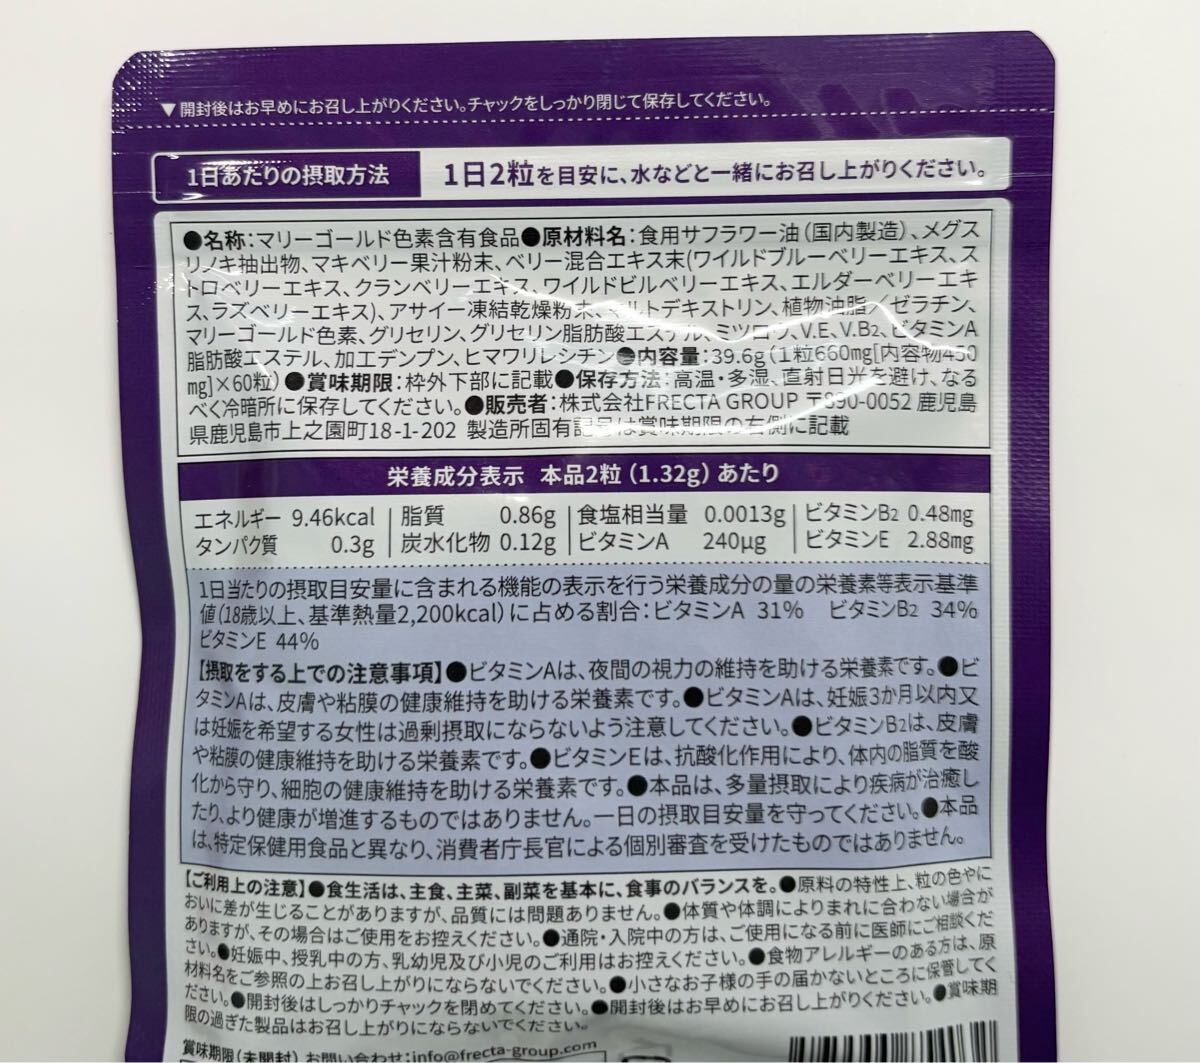 ▼開封後はお早めにお召し上がりください。チャックをしっかり閉じて保存してください。
1日あたりの摂取方法 1日2粒を目安に、水などと一緒にお召し上がりください。
●名称：マリーゴールド色素含有食品●原材料名：食用サフラワー油（国内製造）、メグス
リノキ抽出物、マキベリー果汁粉末、ベリー混合エキス末（ワイルドブルーベリーエキス、ス
トロベリーエキス、クランベリーエキス、ワイルドビルベリーエキス、エルダーベリーエキ
ス、ラズベリーエキス）、アサイー凍結乾燥粉末、マルトデキストリン、植物油脂／ゼラチン、
マリーゴールド色素、グリセリン、グリセリン脂肪酸エステル、ミツロウ、V.E、V.B2、ビタミンA
脂肪酸エステル、加工デンプン、ヒマワリレシチン●内容量：39.6g（1粒660mg[内容物450
mg]×60粒）●賞味期限：枠外下部に記載●保存方法：高温・多湿、直射日光を避け、なる
べく冷暗所に保存してください。●販売者：株式会社FRECTA GROUP 〒890-0052 鹿児島
県鹿児島市上之園町18-1-202 製造所固有記号は賞味期限の右側に記載
栄養成分表示 本品2粒（1.32g）あたり
エネルギー 9.46kcal 脂質 0.86g 食塩相当量 0.0013g ビタミンB2 0.48mg
タンパク質 0.3g 炭水化物 0.12g ビタミンA 240μg ビタミンE 2.88mg
1日当たりの摂取目安量に含まれる機能の表示を行う栄養成分の量の栄養素等表示基準
値（18歳以上、基準熱量2,200kcal）に占める割合：ビタミンA 31% ビタミンB2 34%
ビタミンE 44%
【摂取をする上での注意事項】●ビタミンAは、夜間の視力の維持を助ける栄養素です。●ビ
タミンAは、皮膚や粘膜の健康維持を助ける栄養素です。●ビタミンAは、妊娠3か月以内又
は妊娠を希望する女性は過剰摂取にならないよう注意してください。●ビタミンB2は、皮膚
や粘膜の健康維持を助ける栄養素です。●ビタミンEは、抗酸化作用により、体内の脂質を酸
化から守り、細胞の健康維持を助ける栄養素です。●本品は、多量摂取により疾病が治癒し
たり、より健康が増進するものではありません。一日の摂取目安量を守ってください。●本品
は、特定保健用食品と異なり、消費者庁長官による個別審査を受けたものではありません。
【ご利用上の注意】●食生活は、主食、主菜、副菜を基本に、食事のバランスを。●原料の特性上、粒の色やに
おいに差が生じることがありますが、品質には問題ありません。●体質や体調によりまれに合わない場合が
ありますが、その場合はご使用をお控えください。●通院・入院中の方は、ご使用になる前に医師にご相談くだ
さい。●妊娠中、授乳中の方、乳幼児及び小児のご利用はお控えください。●食物アレルギーのある方は、原
材料名をご参照の上お召し上がりにならないでください。●小さなお子様の手の届かないところに保管してく
ださい。●開封後はしっかりチャックを閉めてください。●開封後はお早めにお召し上がりください。●賞味期
限の過ぎた製品はお召し上がりにならないでください。
賞味期限（未開封） お問い合わせ：info@frecta-group.com